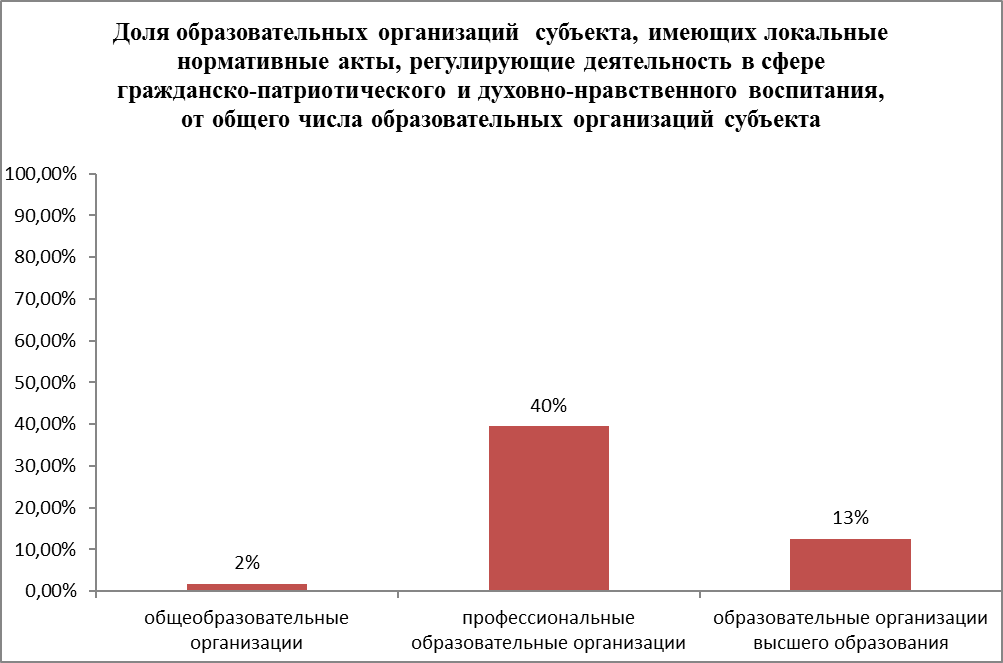 Доля образовательных организаций субъекта, имеющих локальные
нормативные акты, регулирующие деятельность в сфере
гражданско-патриотического и духовно-нравственного воспитания,
от общего числа образовательных организаций субъекта
100,00%
90,00%
80,00%
70,00%
60,00%
50,00%
40,00%
30,00%
20,00%
10,00%
0,00%
2%
40%
13%
общеобразовательные
организации
профессиональные
образовательные организации
образовательные организации
высшего образования